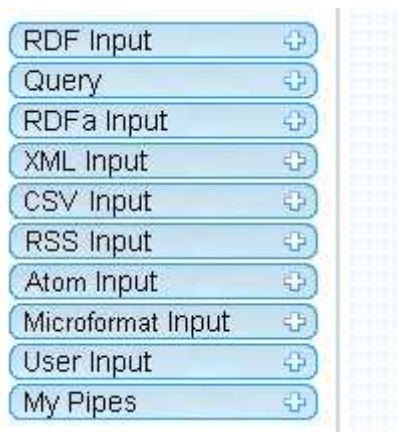 RDF Input
Query
RDFa Input
XML Input
CSV Input
RSS Input
Atom Input
Microformat Input
User Input
My Pipes